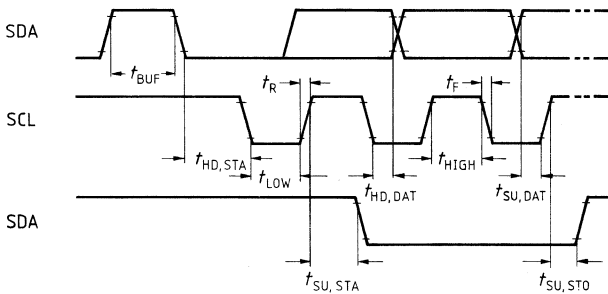 SDA
tBUF
tR
tF
SCL
tHD,STA
tLOW
tHD,DAT
tHIGH
tSU,DAT
SDA
tSU,STA
tSU,STO